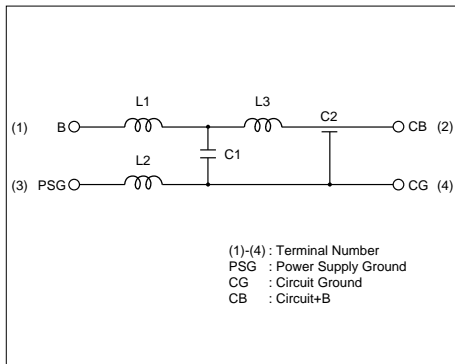 L1 L3 C2
(1) B CB (2)
C1
L2
(3) PSG CG (4)
(1)-(4) : Terminal Number
PSG : Power Supply Ground
CG : Circuit Ground
CB : Circuit+B